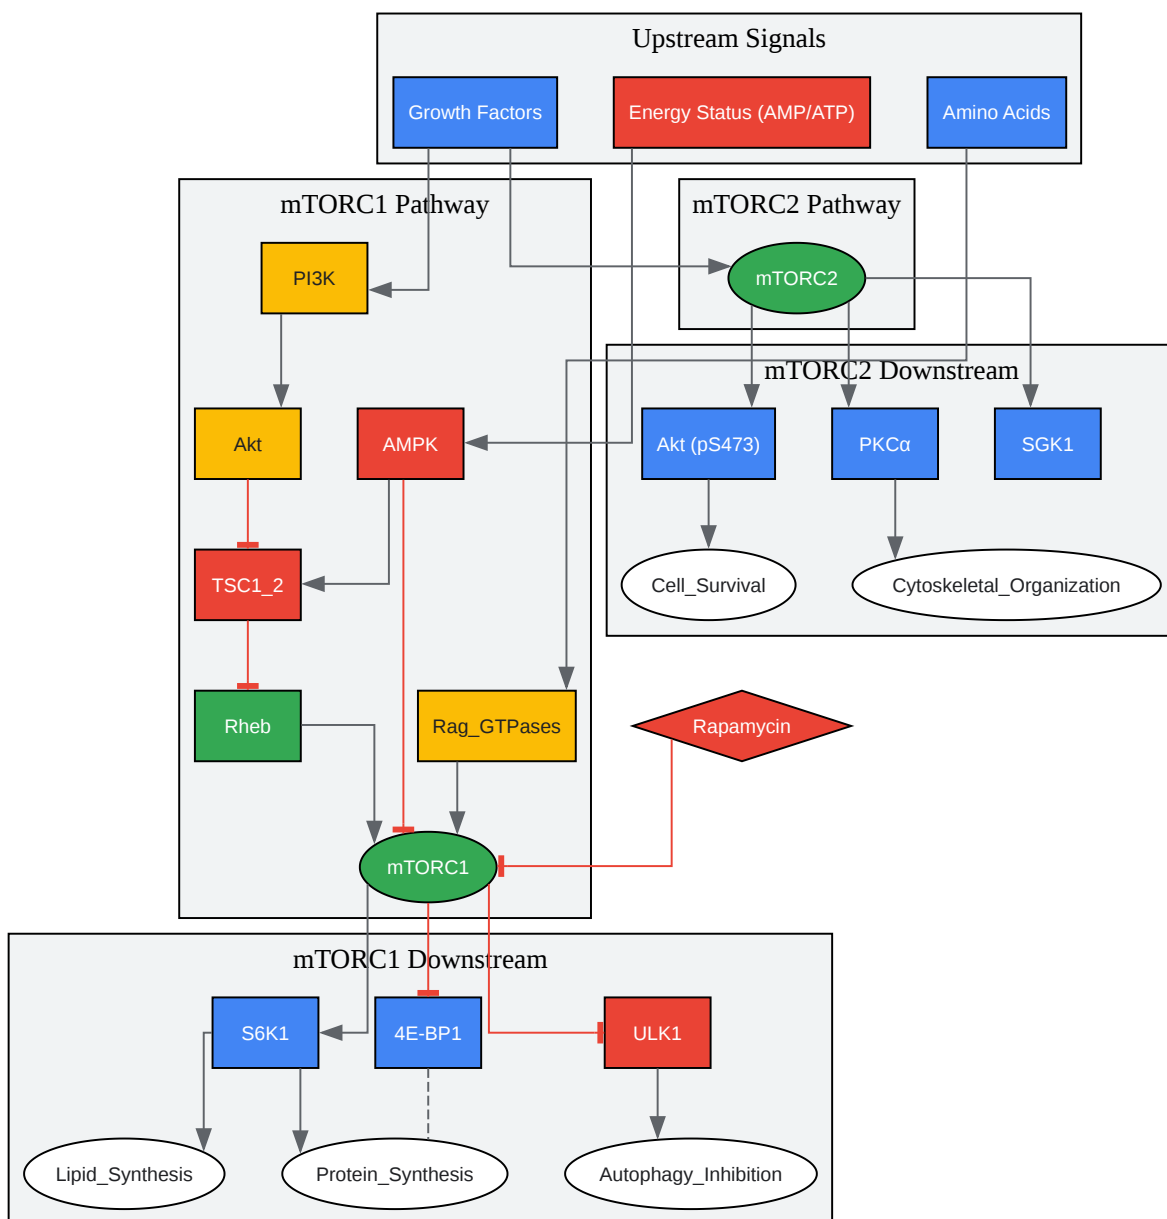 Upstream Signals
Growth Factors
Energy Status (AMP/ATP)
Amino Acids
mTORC1 Pathway
mTORC2 Pathway
PI3K
mTORC2
mTORC2 Downstream
Akt
AMPK
Akt (pS473)
PKCα
SGK1
TSC1_2
Cell_Survival
Cytoskeletal_Organization
Rheb
Rag_GTPases
Rapamycin
mTORC1
mTORC1 Downstream
S6K1
4E-BP1
ULK1
Lipid_Synthesis
Protein_Synthesis
Autophagy_Inhibition